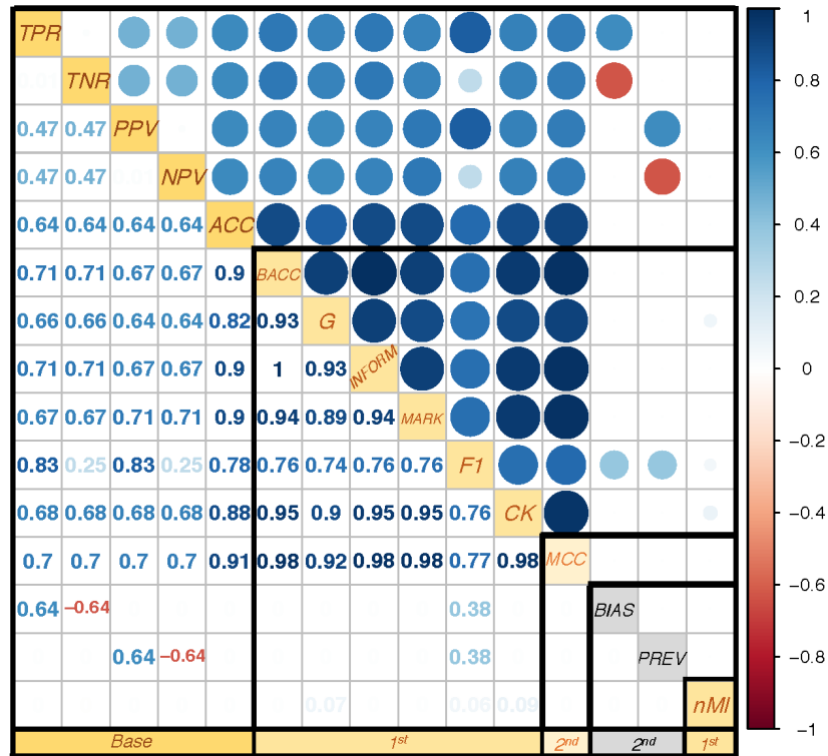 TPR
0.01 TNR
0.47 0.47 PPV
0.47 0.47 0.01 NPV
0.64 0.64 0.64 0.64 ACC
0.71 0.71 0.67 0.67 0.9 BACC
0.66 0.66 0.64 0.64 0.82 0.93 G
0.71 0.71 0.67 0.67 0.9 1 0.93 INFORM
0.67 0.67 0.71 0.71 0.9 0.94 0.89 0.94 MARK
0.83 0.25 0.83 0.25 0.78 0.76 0.74 0.76 0.76 F1
0.68 0.68 0.68 0.68 0.88 0.95 0.9 0.95 0.95 0.76 CK
0.7 0.7 0.7 0.7 0.91 0.98 0.92 0.98 0.98 0.77 0.98 MCC
0.64 −0.64 0.38 BIAS
0.64 −0.64 0.38 PREV
0.07 0.06 0.09 nMI
Base 1st 2nd 2nd 1st
1
0.8
0.6
0.4
0.2
0
−0.2
−0.4
−0.6
−0.8
−1